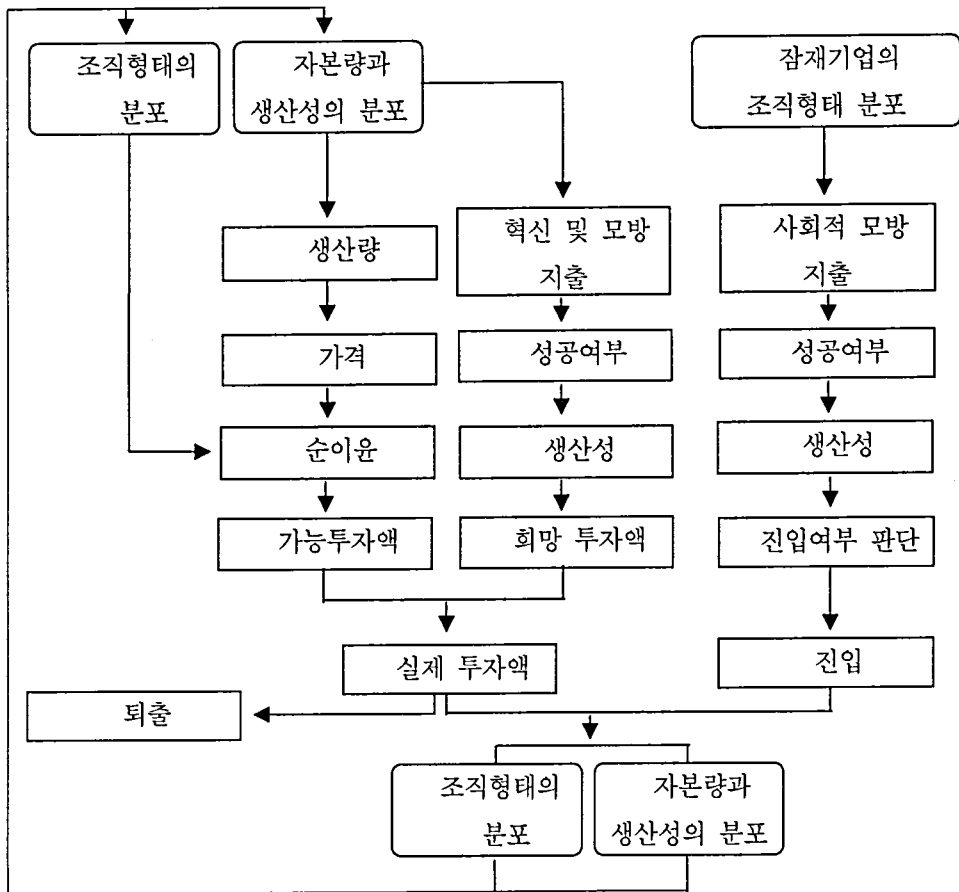 조직형태의
분포
자본량과
생산성의 분포
잠재기업의
조직형태 분포
생산량
혁신 및 모방
지출
사회적 모방
지출
가격
성공여부
성공여부
순이윤
생산성
생산성
가능투자액
희망 투자액
진입여부 판단
실제 투자액
진입
퇴출
조직형태의
분포
자본량과
생산성의 분포